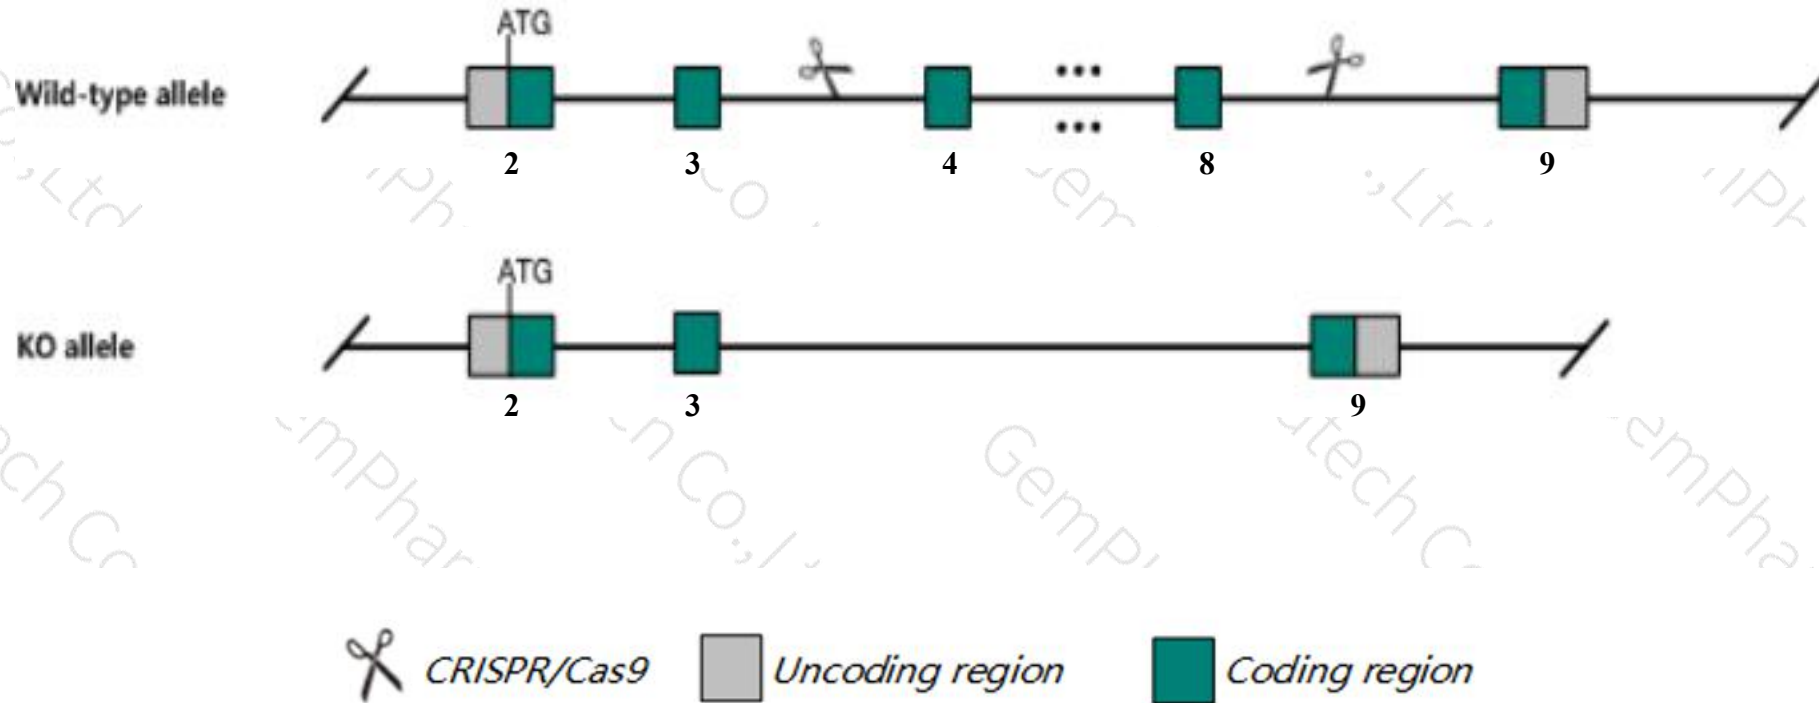 ATG
Wild-type allele
••• 
•••
2 3 4 8 9
ATG
KO allele
2 3 9
GemPh
CRISPR/Cas9 Uncoding region Coding region